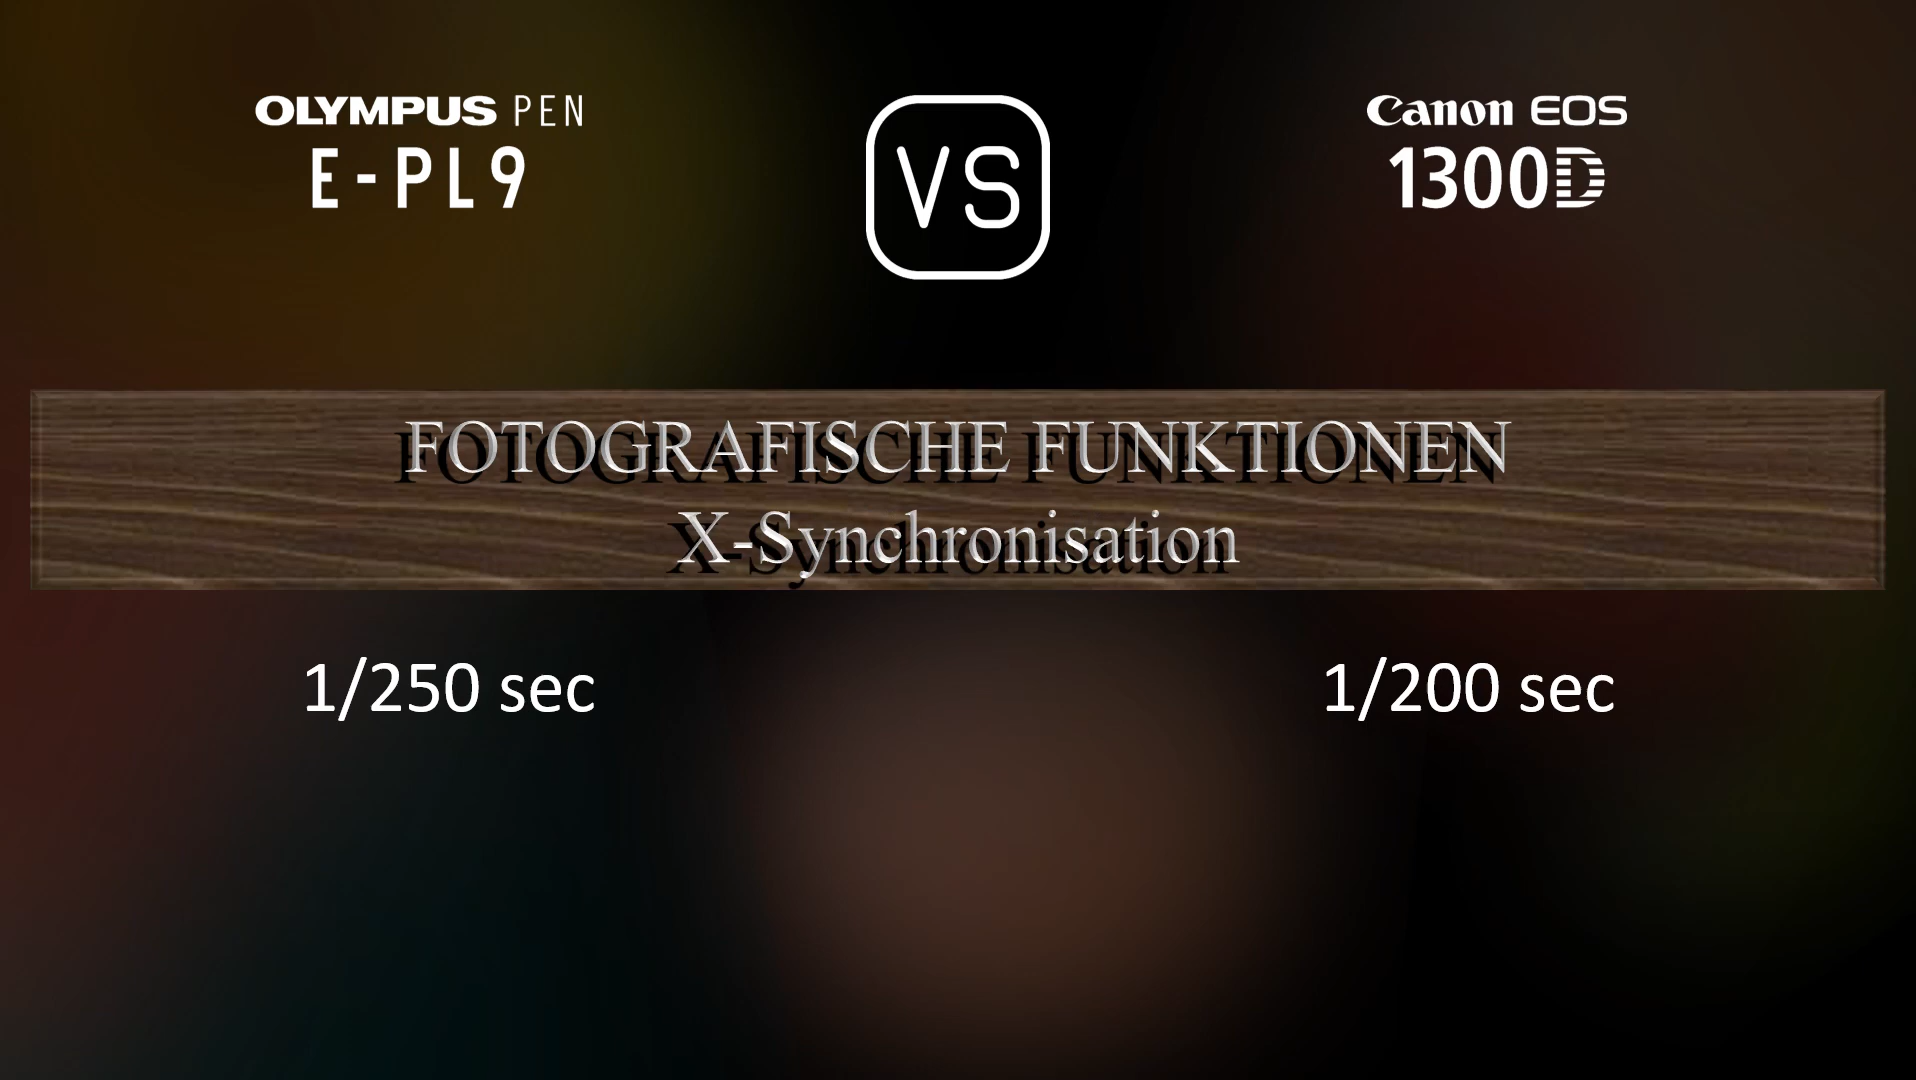 OLYMPUS PEN
E-PL9
VS
Canon EOS
1300D
FOTOGRAFISCHE FUNKTIONEN
X-Synchronisation
1/250 sec
1/200 sec